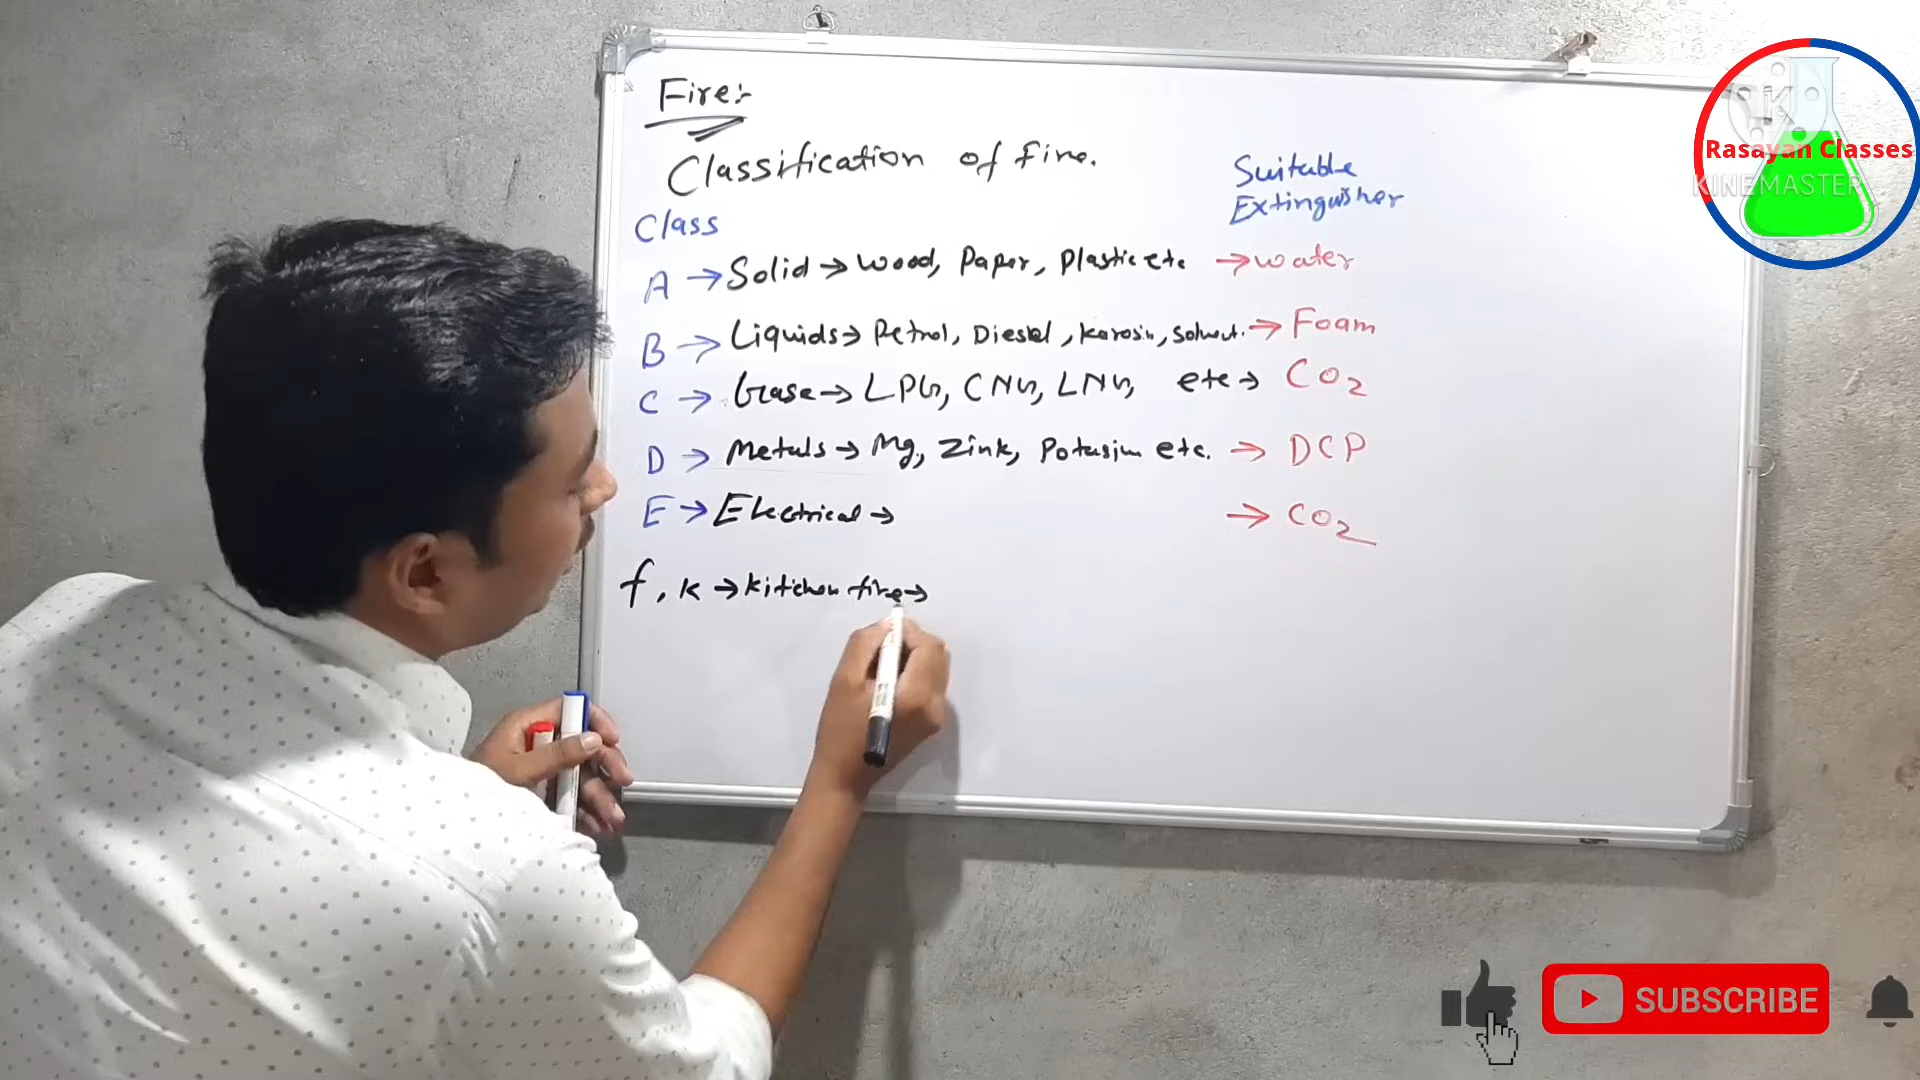 Fire:-
Classification of fire.
Suitable
Extinguisher
Class
A → Solid → Wood, Paper, Plastic etc → water
B → Liquids → Petrol, Diesel, Karosin, Solvent. → Foam
C → Gase → LPG, CNG, LNG, etc → CO2
D → Metals → Mg, Zink, Potasium etc. → DCP
E → Electrical → → CO2
f, K → Kitchen fire →
K
Rasayan Classes
KINEMASTER
SUBSCRIBE